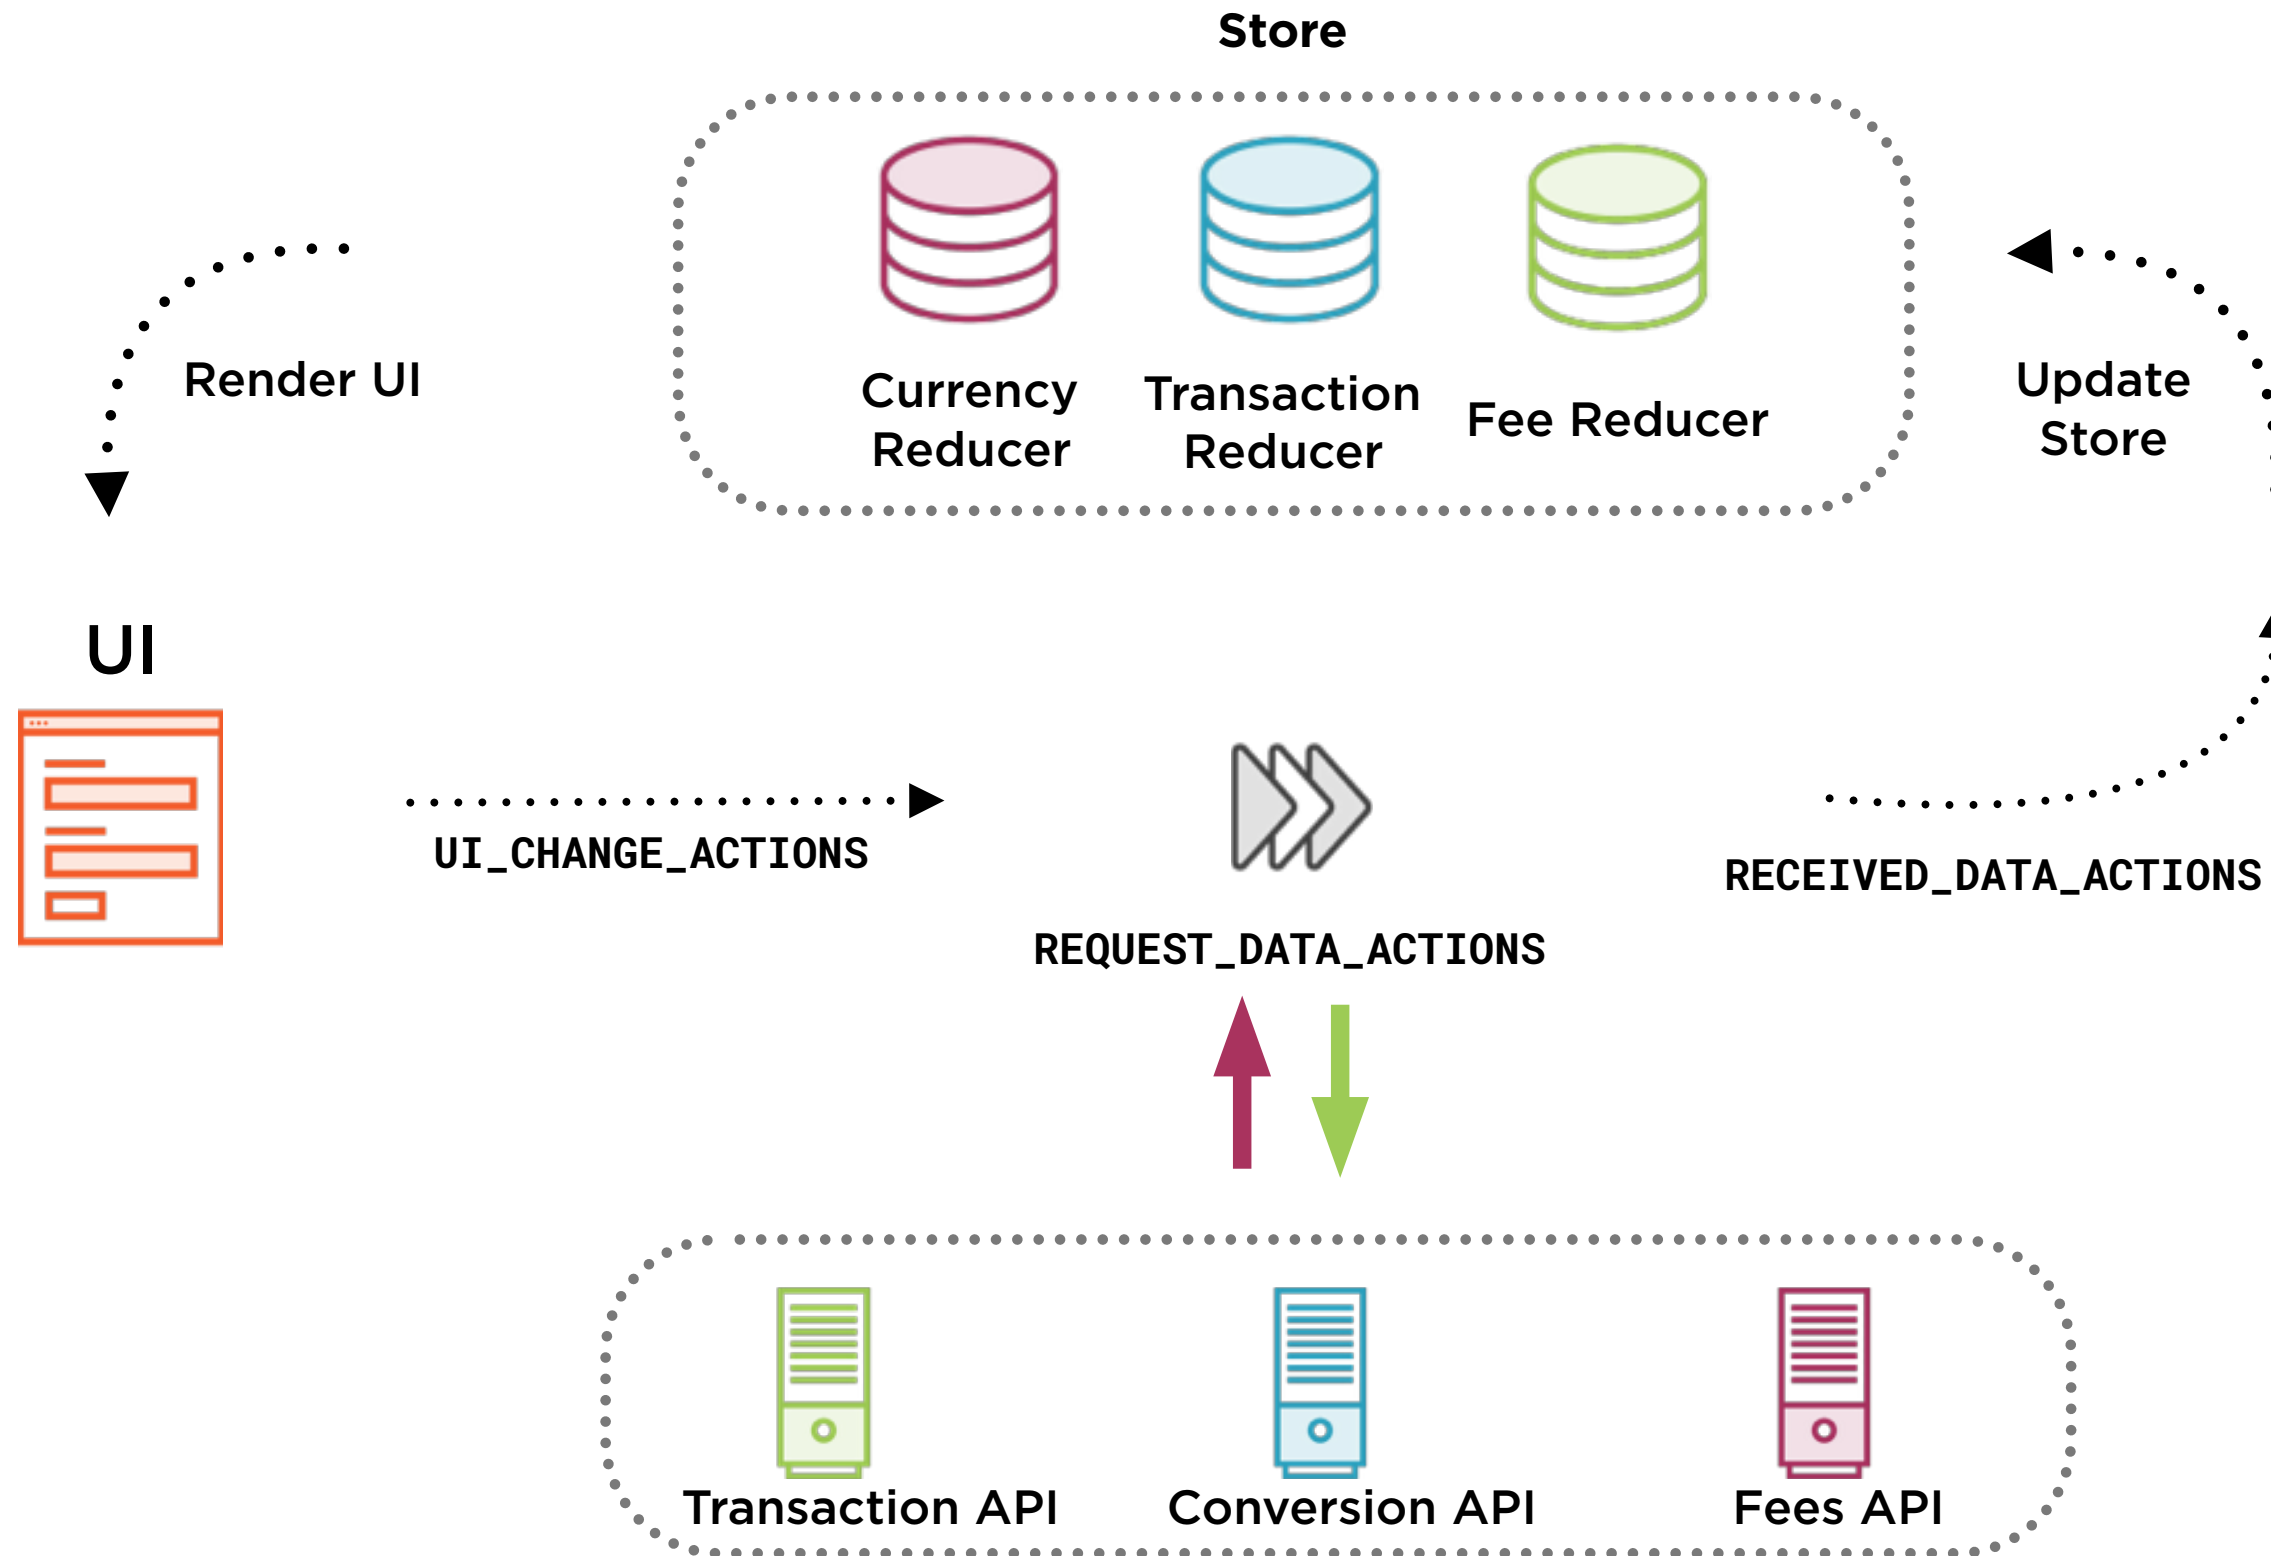 Store
Currency
Reducer
Transaction
Reducer
Fee Reducer
Render UI
Update
Store
UI
UI_CHANGE_ACTIONS
REQUEST_DATA_ACTIONS
RECEIVED_DATA_ACTIONS
Transaction API
Conversion API
Fees API